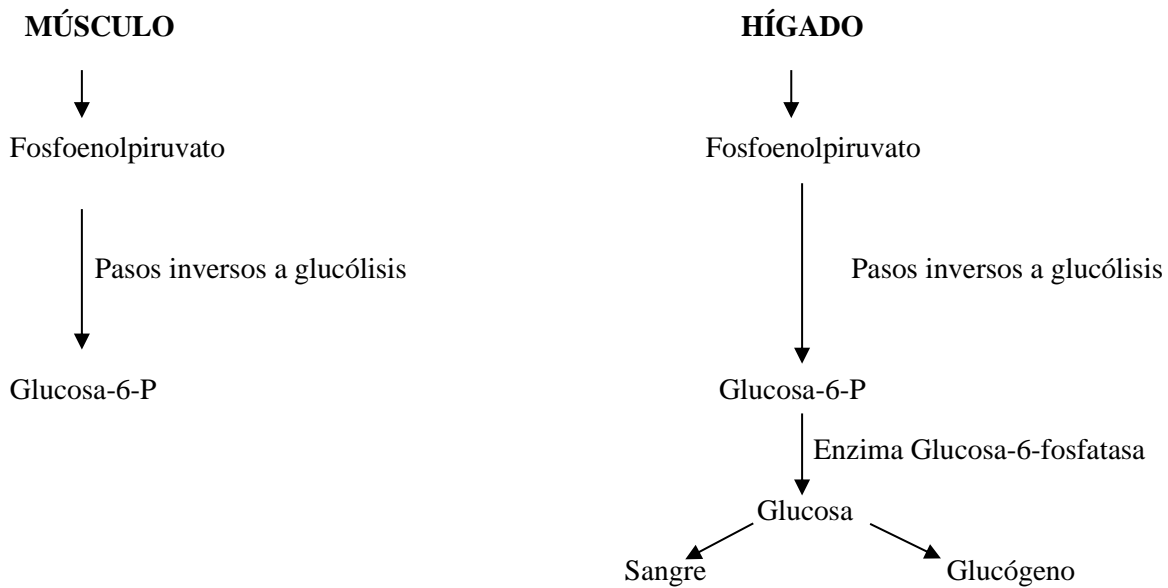 MÚSCULO HÍGADO
Fosfoenolpiruvato Fosfoenolpiruvato
Pasos inversos a glucólisis Pasos inversos a glucólisis
Glucosa-6-P Glucosa-6-P
Enzima Glucosa-6-fosfatasa
Glucosa
Sangre Glucógeno